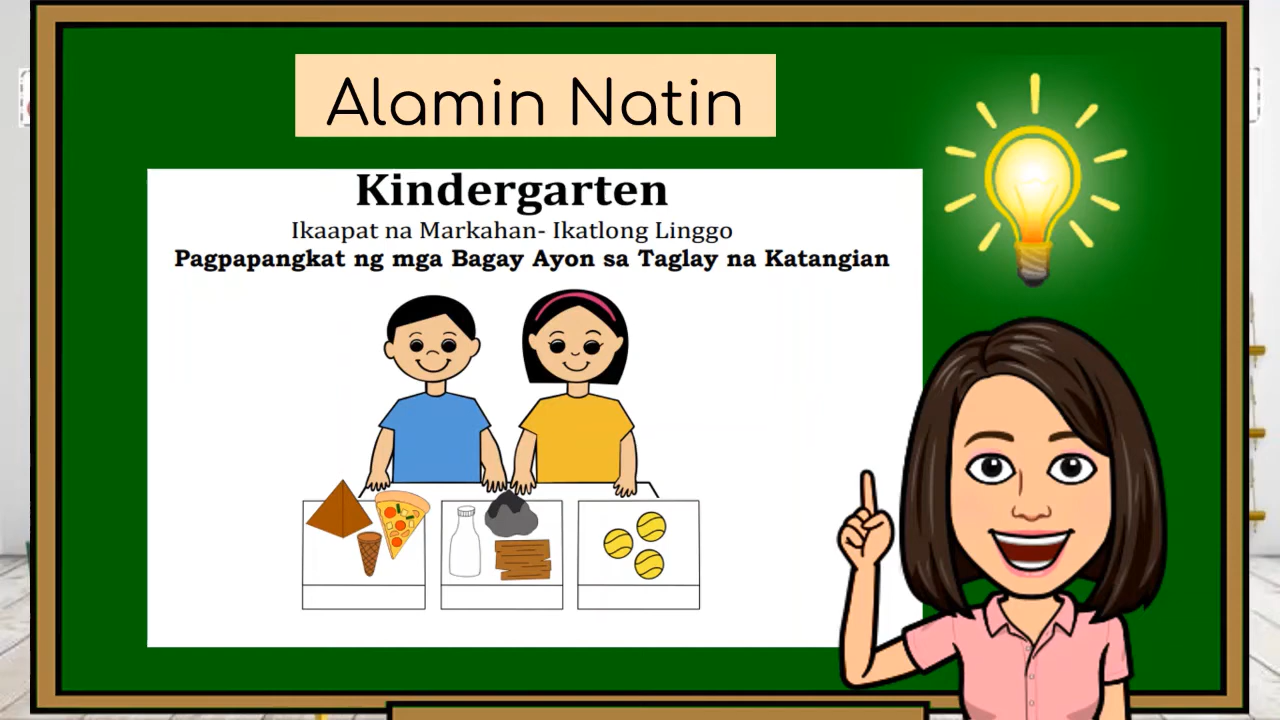 Alamin Natin
Kindergarten
Ikaapat na Markahan- Ikatlong Linggo
Pagpapangkat ng mga Bagay Ayon sa Taglay na Katangian